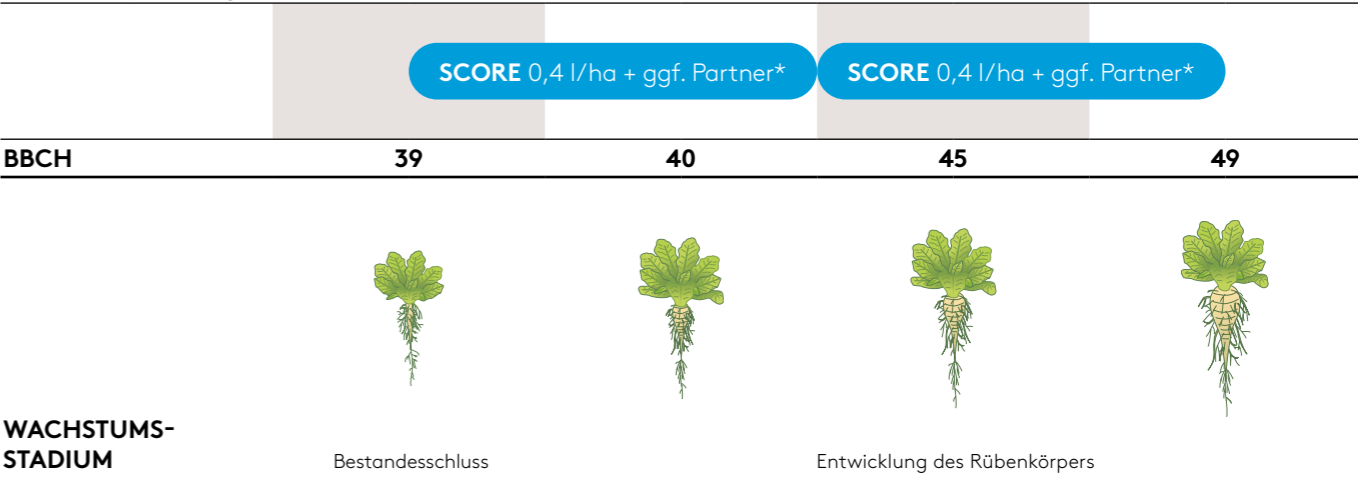 SCORE 0,4 l/ha + ggf. Partner* SCORE 0,4 l/ha + ggf. Partner*
BBCH 39 40 45 49
WACHSTUMS-
STADIUM Bestandesschluss Entwicklung des Rübenkörpers